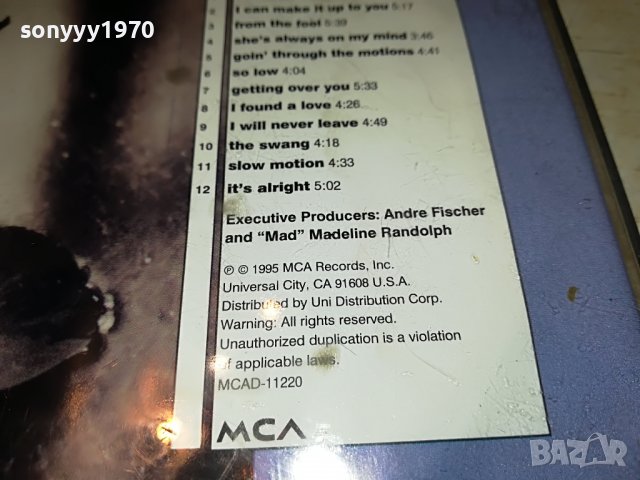 sonyyy1970
2 I can make it up to you 5:17
3 from the fool 5:39
4 she's always on my mind 3:46
5 goin' through the motions 4:41
6 so low 4:04
7 getting over you 5:33
8 I found a love 4:26
9 I will never leave 4:49
10 the swang 4:18
11 slow motion 4:33
12 it's alright 5:02
Executive Producers: Andre Fischer
and “Mad” Madeline Randolph
℗ © 1995 MCA Records, Inc.
Universal City, CA 91608 U.S.A.
Distributed by Uni Distribution Corp.
Warning: All rights reserved.
Unauthorized duplication is a violation
of applicable laws.
MCAD-11220
MCA
BAZAR